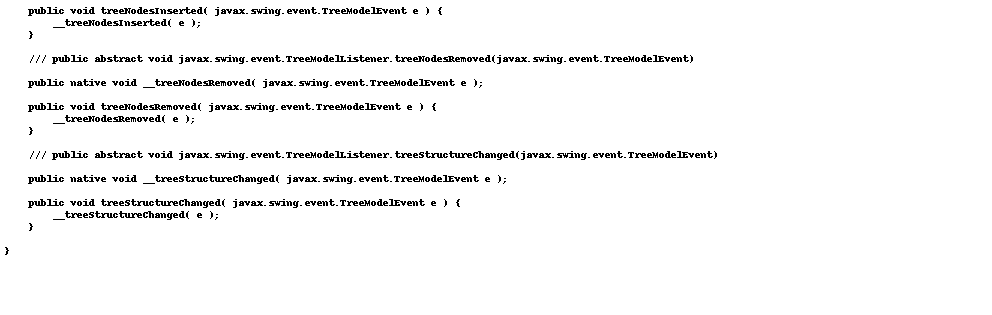 public void treeNodesInserted( javax.swing.event.TreeModelEvent e ) {
__treeNodesInserted( e );
}
/// public abstract void javax.swing.event.TreeModelListener.treeNodesRemoved(javax.swing.event.TreeModelEvent)
public native void __treeNodesRemoved( javax.swing.event.TreeModelEvent e );
public void treeNodesRemoved( javax.swing.event.TreeModelEvent e ) {
__treeNodesRemoved( e );
}
/// public abstract void javax.swing.event.TreeModelListener.treeStructureChanged(javax.swing.event.TreeModelEvent)
public native void __treeStructureChanged( javax.swing.event.TreeModelEvent e );
public void treeStructureChanged( javax.swing.event.TreeModelEvent e ) {
__treeStructureChanged( e );
}
}